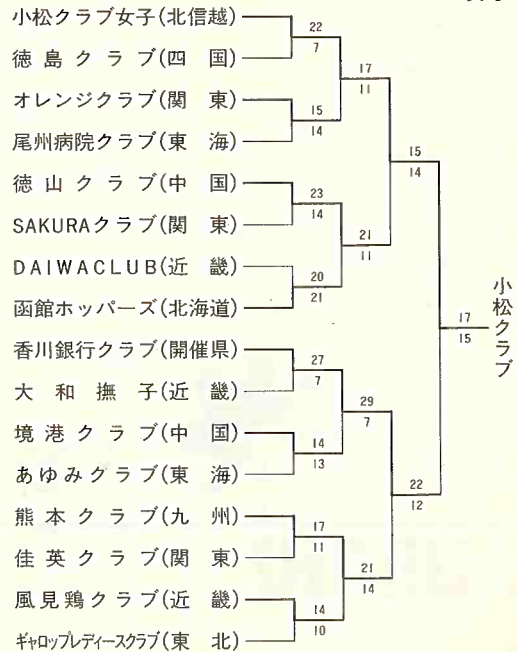 小松クラブ女子(北信越)
徳島クラブ(四国)
オレンジクラブ(関東)
尾州病院クラブ(東海)
徳山クラブ(中国)
SAKURAクラブ(関東)
DAIWACLUB(近畿)
函館ホッパーズ(北海道)
香川銀行クラブ(開催県)
大和撫子(近畿)
境港クラブ(中国)
あゆみクラブ(東海)
熊本クラブ(九州)
佳英クラブ(関東)
風見鶏クラブ(近畿)
ギャロップレディースクラブ(東北)
22
7
15
14
23
14
20
21
27
7
14
13
17
11
14
10
17
11
21
11
29
7
21
14
15
14
22
12
17
15
小松クラブ